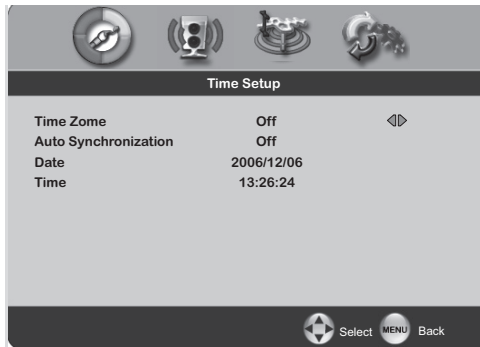 Time Setup
Time Zome Off
Auto Synchronization Off
Date 2006/12/06
Time 13:26:24
Select MENU Back